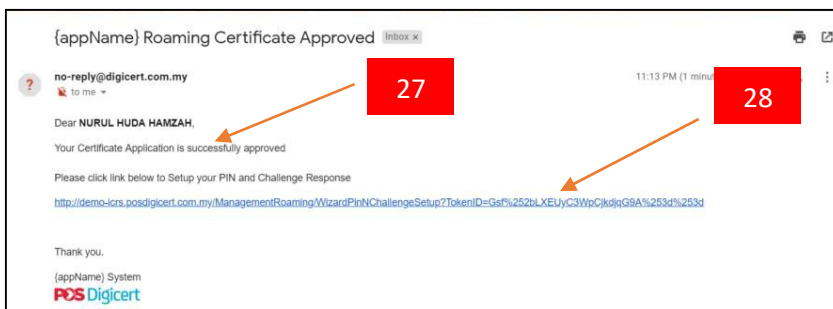 {appName} Roaming Certificate Approved Inbox x
no-reply@digicert.com.my
11:13 PM (1
to me
27
28
Dear NURUL HUDA HAMZAH,
Your Certificate Application is successfully approved
Please click link below to Setup your PIN and Challenge Response
http://demo-icrs.posdigicert.com.my/ManagementRoaming/WizardPinNChallengeSetup?TokenID=Gsf%252bLXEUyC3WpCjkdjqG9A%253d%253d
Thank you.
{appName} System
POS Digicert